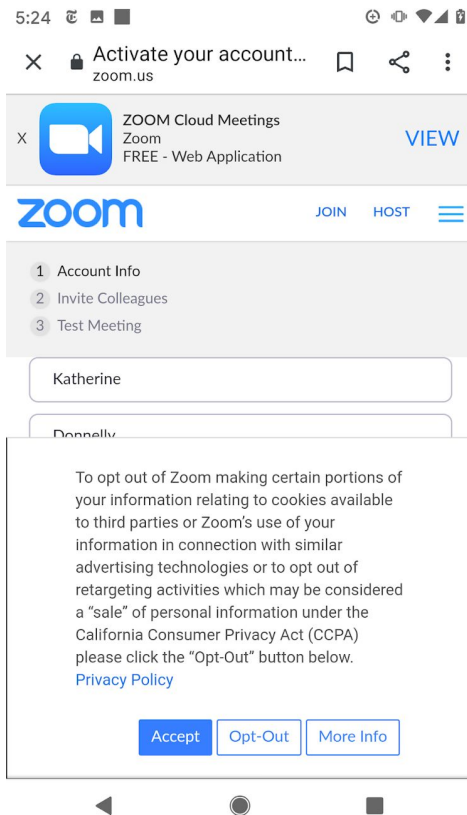 5:24
Activate your account...
zoom.us
X
ZOOM Cloud Meetings
Zoom
FREE - Web Application
VIEW
zoom
JOIN
HOST
1 Account Info
2 Invite Colleagues
3 Test Meeting
Katherine
Donnelly
To opt out of Zoom making certain portions of
your information relating to cookies available
to third parties or Zoom's use of your
information in connection with similar
advertising technologies or to opt out of
retargeting activities which may be considered
a “sale” of personal information under the
California Consumer Privacy Act (CCPA)
please click the “Opt-Out” button below.
Privacy Policy
Accept
Opt-Out
More Info